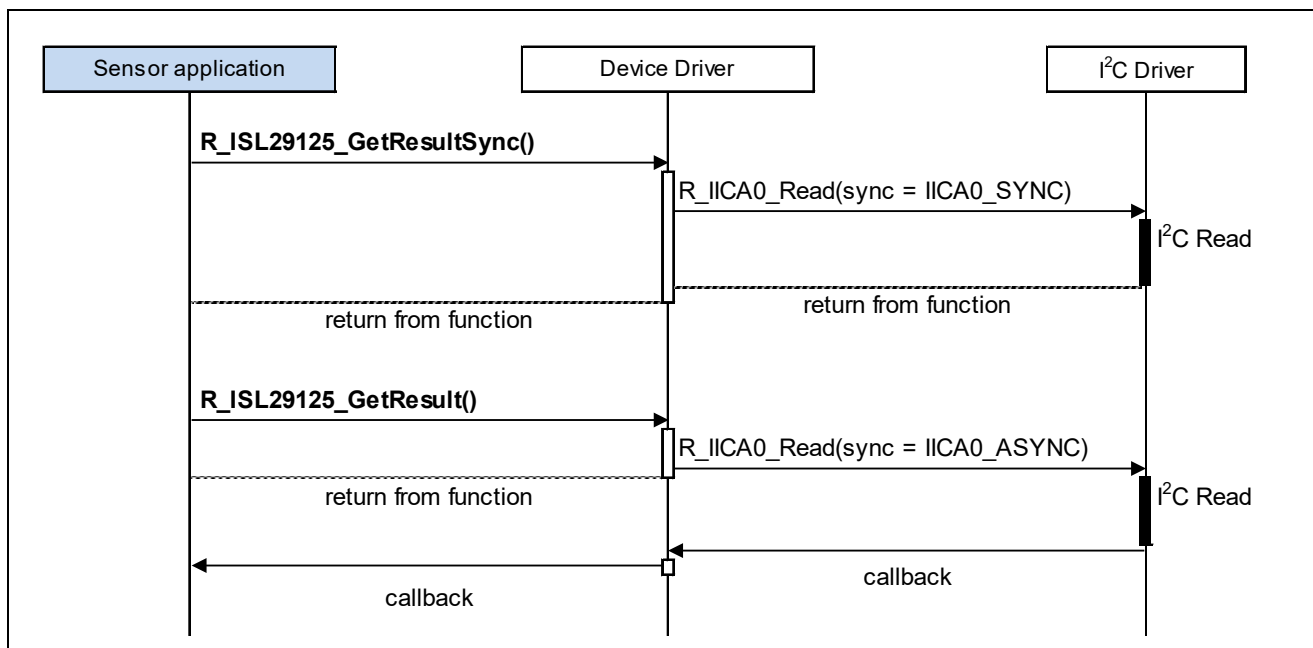 Sensor application
Device Driver
I²C Driver
R_ISL29125_GetResultSync()
R_IICA0_Read(sync = IICA0_SYNC)
I²C Read
return from function
return from function
R_ISL29125_GetResult()
R_IICA0_Read(sync = IICA0_ASYNC)
return from function
I²C Read
callback
callback